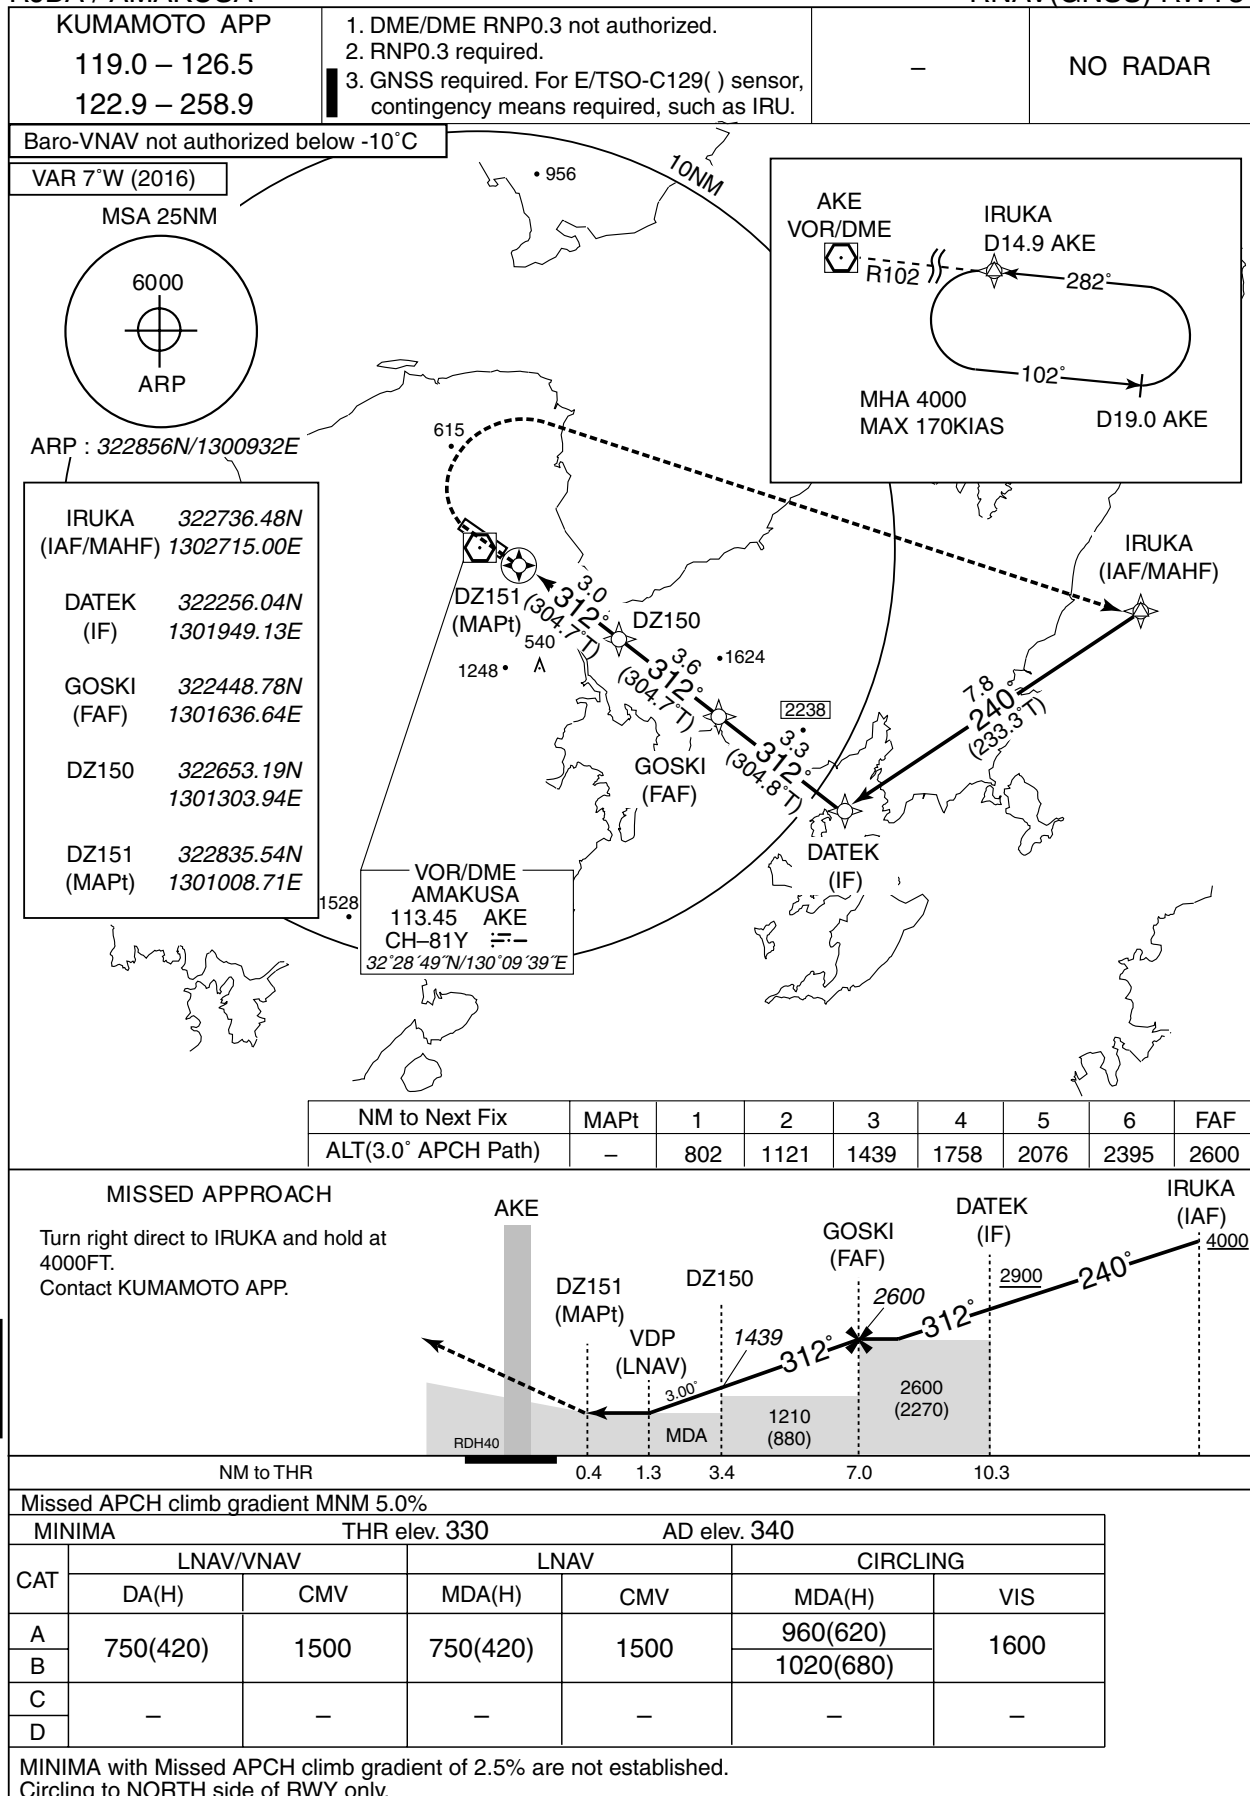 KUMAMOTO APP
119.0 – 126.5
122.9 – 258.9
1. DME/DME RNP0.3 not authorized.
2. RNP0.3 required.
3. GNSS required. For E/TSO-C129( ) sensor,
contingency means required, such as IRU.
–
NO RADAR
Baro-VNAV not authorized below -10˚C
VAR 7˚W (2016)
MSA 25NM
6000
ARP
ARP : 322856N/1300932E
10NM
956
AKE
VOR/DME
IRUKA
D14.9 AKE
R102
282˚
102˚
MHA 4000
MAX 170KIAS
D19.0 AKE
IRUKA 322736.48N
(IAF/MAHF) 1302715.00E
DATEK 322256.04N
(IF) 1301949.13E
GOSKI 322448.78N
(FAF) 1301636.64E
DZ150 322653.19N
1301303.94E
DZ151 322835.54N
(MAPt) 1301008.71E
615
IRUKA
(IAF/MAHF)
DZ151
(MAPt)
3.0
312˚
(304.7˚T)
DZ150
540
1248
1624
3.6
312˚
(304.7˚T)
2238
3.3
312˚
(304.8˚T)
7.8
240˚
(233.3˚T)
GOSKI
(FAF)
DATEK
(IF)
1528
VOR/DME
AMAKUSA
113.45 AKE
CH–81Y
32˚28´49˝N/130˚09´39˝E
NM to Next Fix MAPt 1 2 3 4 5 6 FAF
ALT(3.0˚ APCH Path) – 802 1121 1439 1758 2076 2395 2600
MISSED APPROACH
Turn right direct to IRUKA and hold at
4000FT.
Contact KUMAMOTO APP.
AKE
DZ151
(MAPt)
VDP
(LNAV)
DZ150
GOSKI
(FAF)
DATEK
(IF)
IRUKA
(IAF)
4000
2900
240˚
312˚
2600
1439
312˚
3.00˚
2600
(2270)
1210
(880)
MDA
RDH40
NM to THR 0.4 1.3 3.4 7.0 10.3
Missed APCH climb gradient MNM 5.0%
MINIMA THR elev. 330 AD elev. 340
CAT LNAV/VNAV LNAV CIRCLING
DA(H) CMV MDA(H) CMV MDA(H) VIS
A 750(420) 1500 750(420) 1500 960(620) 1600
B 1020(680)
C – – – – – –
D
MINIMA with Missed APCH climb gradient of 2.5% are not established.
Circling to NORTH side of RWY only.